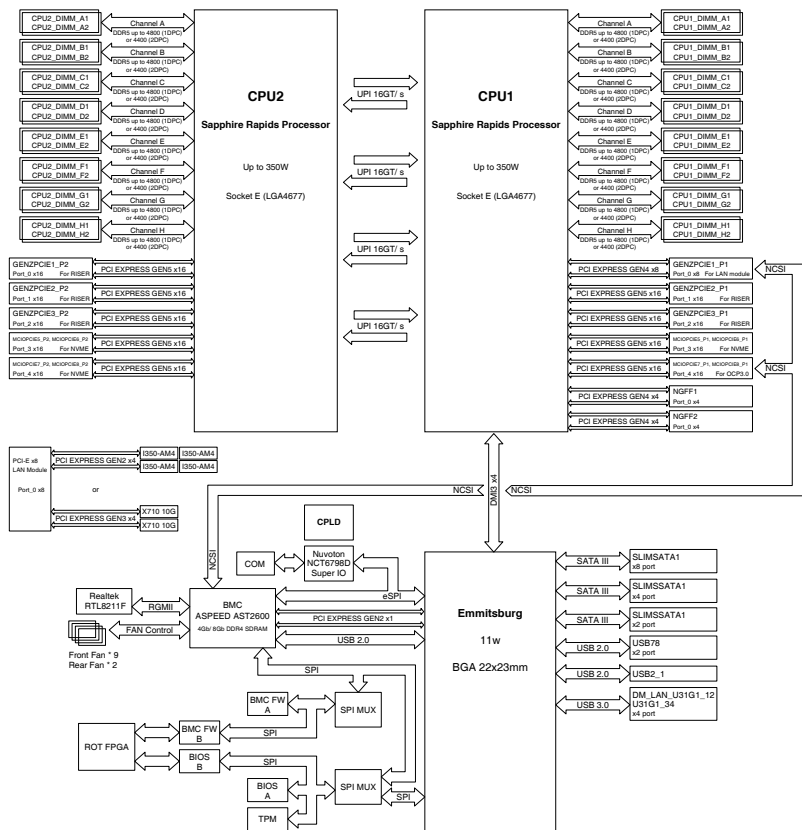 CPU2_DIMM_A1
CPU2_DIMM_A2
Channel A
DDR5 up to 4800 (1DPC)
or 4400 (2DPC)
CPU2_DIMM_B1
CPU2_DIMM_B2
Channel B
DDR5 up to 4800 (1DPC)
or 4400 (2DPC)
CPU2_DIMM_C1
CPU2_DIMM_C2
Channel C
DDR5 up to 4800 (1DPC)
or 4400 (2DPC)
CPU2_DIMM_D1
CPU2_DIMM_D2
Channel D
DDR5 up to 4800 (1DPC)
or 4400 (2DPC)
CPU2_DIMM_E1
CPU2_DIMM_E2
Channel E
DDR5 up to 4800 (1DPC)
or 4400 (2DPC)
CPU2_DIMM_F1
CPU2_DIMM_F2
Channel F
DDR5 up to 4800 (1DPC)
or 4400 (2DPC)
CPU2_DIMM_G1
CPU2_DIMM_G2
Channel G
DDR5 up to 4800 (1DPC)
or 4400 (2DPC)
CPU2_DIMM_H1
CPU2_DIMM_H2
Channel H
DDR5 up to 4800 (1DPC)
or 4400 (2DPC)
GENZPCIE1_P2
Port_0 x16 For RISER
PCI EXPRESS GEN5 x16
GENZPCIE2_P2
Port_1 x16 For RISER
PCI EXPRESS GEN5 x16
GENZPCIE3_P2
Port_2 x16 For RISER
PCI EXPRESS GEN5 x16
MCIOPCIE5_P2, MCIOPCIE6_P2
Port_3 x16 For NVME
PCI EXPRESS GEN5 x16
MCIOPCIE7_P2, MCIOPCIE8_P2
Port_4 x16 For NVME
PCI EXPRESS GEN5 x16
CPU2
Sapphire Rapids Processor
Up to 350W
Socket E (LGA4677)
UPI 16GT/ s
UPI 16GT/ s
UPI 16GT/ s
UPI 16GT/ s
CPU1
Sapphire Rapids Processor
Up to 350W
Socket E (LGA4677)
Channel A
DDR5 up to 4800 (1DPC)
or 4400 (2DPC)
CPU1_DIMM_A1
CPU1_DIMM_A2
Channel B
DDR5 up to 4800 (1DPC)
or 4400 (2DPC)
CPU1_DIMM_B1
CPU1_DIMM_B2
Channel C
DDR5 up to 4800 (1DPC)
or 4400 (2DPC)
CPU1_DIMM_C1
CPU1_DIMM_C2
Channel D
DDR5 up to 4800 (1DPC)
or 4400 (2DPC)
CPU1_DIMM_D1
CPU1_DIMM_D2
Channel E
DDR5 up to 4800 (1DPC)
or 4400 (2DPC)
CPU1_DIMM_E1
CPU1_DIMM_E2
Channel F
DDR5 up to 4800 (1DPC)
or 4400 (2DPC)
CPU1_DIMM_F1
CPU1_DIMM_F2
Channel G
DDR5 up to 4800 (1DPC)
or 4400 (2DPC)
CPU1_DIMM_G1
CPU1_DIMM_G2
Channel H
DDR5 up to 4800 (1DPC)
or 4400 (2DPC)
CPU1_DIMM_H1
CPU1_DIMM_H2
PCI EXPRESS GEN4 x8
GENZPCIE1_P1
Port_0 x8 For LAN module
NCSI
PCI EXPRESS GEN5 x16
GENZPCIE2_P1
Port_1 x16 For RISER
PCI EXPRESS GEN5 x16
GENZPCIE3_P1
Port_2 x16 For RISER
PCI EXPRESS GEN5 x16
MCIOPCIE5_P1, MCIOPCIE6_P1
Port_3 x16 For NVME
PCI EXPRESS GEN5 x16
MCIOPCIE7_P1, MCIOPCIE8_P1
Port_4 x16 For OCP3.0
NCSI
PCI EXPRESS GEN4 x4
NGFF1
Port_0 x4
PCI EXPRESS GEN4 x4
NGFF2
Port_0 x4
PCI-E x8
LAN Module
Port_0 x8
PCI EXPRESS GEN2 x4
I350-AM4 I350-AM4
I350-AM4 I350-AM4
or
PCI EXPRESS GEN3 x4
X710 10G
X710 10G
NCSI
DMI3 x4
NCSI
NCSI
CPLD
COM
Nuvoton
NCT6798D
Super IO
eSPI
Realtek
RTL8211F
RGMII
FAN Control
Front Fan * 9
Rear Fan * 2
BMC
ASPEED AST2600
4Gb/ 8Gb DDR4 SDRAM
PCI EXPRESS GEN2 x1
USB 2.0
SPI
Emmitsburg
11w
BGA 22x23mm
SATA III
SLIMSATA1
x8 port
SATA III
SLIMSSATA1
x4 port
SATA III
SLIMSSATA1
x2 port
USB 2.0
USB78
x2 port
USB 2.0
USB2_1
USB 3.0
DM_LAN_U31G1_12
U31G1_34
x4 port
BMC FW
A
SPI MUX
ROT FPGA
BMC FW
B
SPI
BIOS
B
SPI
BIOS
A
SPI MUX
SPI
TPM